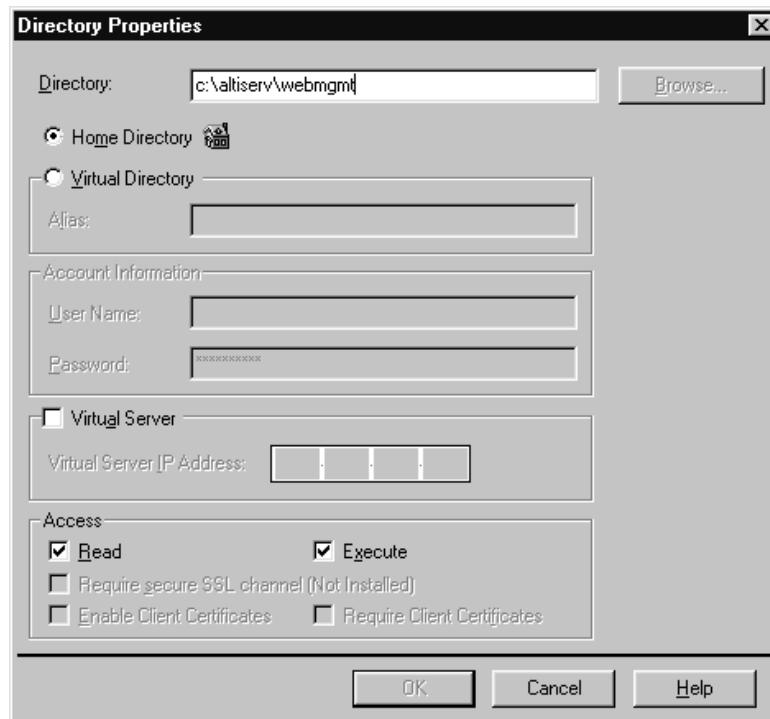 Directory Properties
Directory: c:\altiserv\webmgmt Browse...
Home Directory
Virtual Directory
Alias:
Account Information
User Name:
Password: **********
Virtual Server
Virtual Server IP Address: . . .
Access
Read Execute
Require secure SSL channel (Not Installed)
Enable Client Certificates Require Client Certificates
OK Cancel Help